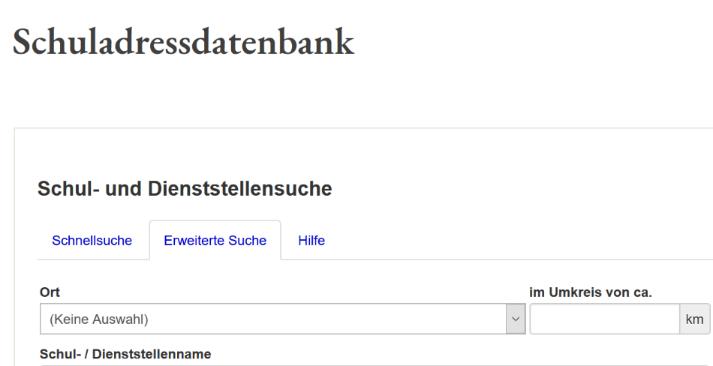 Schuladressdatenbank
Schul- und Dienststellensuche
Schnellsuche Erweiterte Suche Hilfe
Ort im Umkreis von ca.
(Keine Auswahl) km
Schul- / Dienststellenname